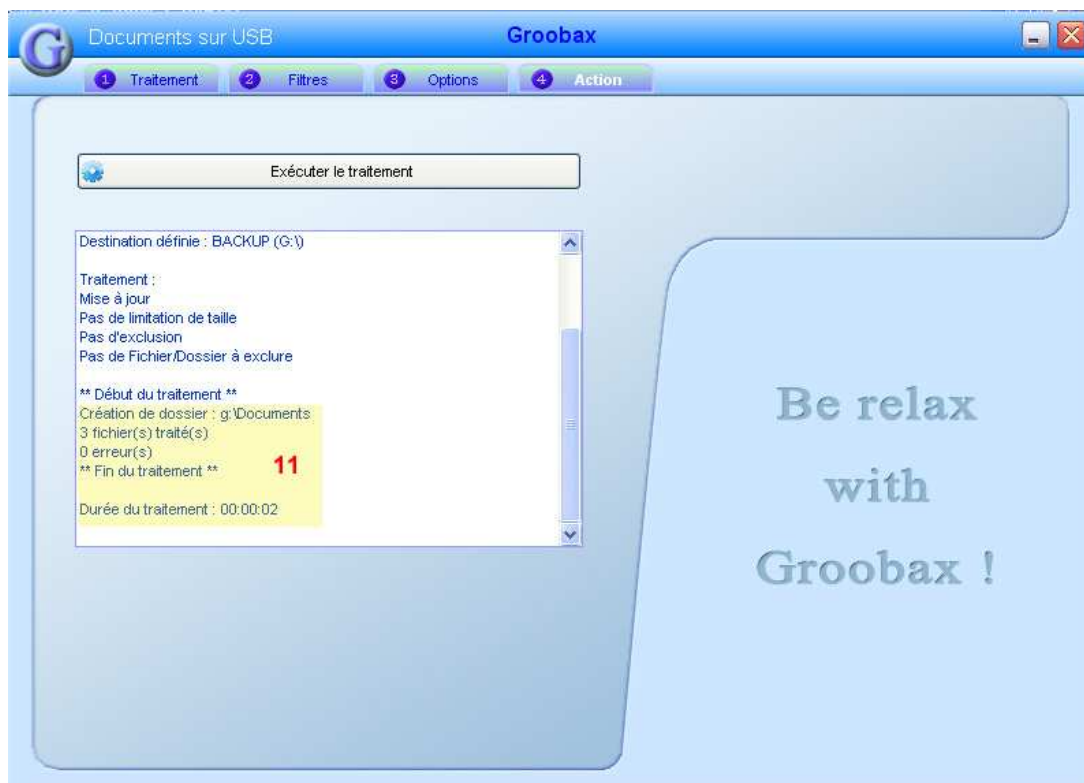 G Documents sur USB Groobax
1 Traitement 2 Filtres 3 Options 4 Action
Exécuter le traitement
Destination définie : BACKUP (G:\)
Traitement :
Mise à jour
Pas de limitation de taille
Pas d'exclusion
Pas de Fichier/Dossier à exclure
** Début du traitement **
Création de dossier : g:\Documents
3 fichier(s) traité(s)
0 erreur(s)
** Fin du traitement **
11
Durée du traitement : 00:00:02
Be relax
with
Groobax !